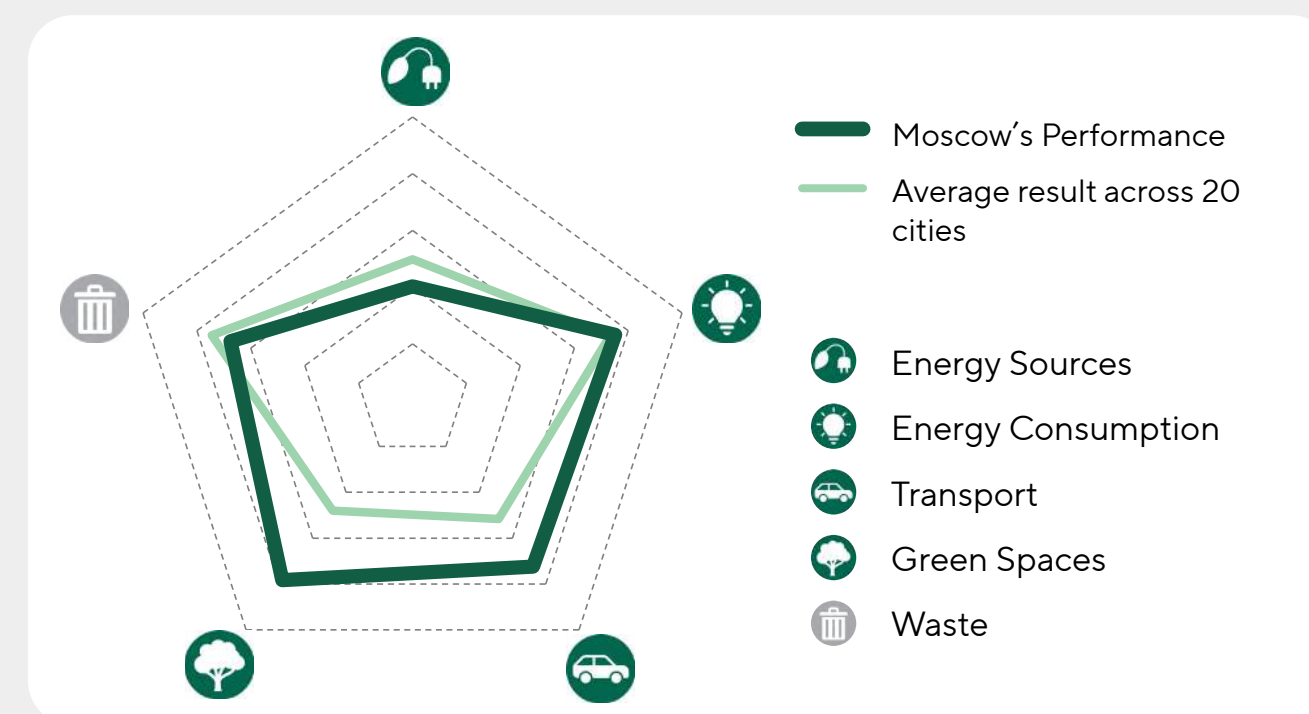 Moscow’s Performance
Average result across 20
cities
Energy Sources
Energy Consumption
Transport
Green Spaces
Waste